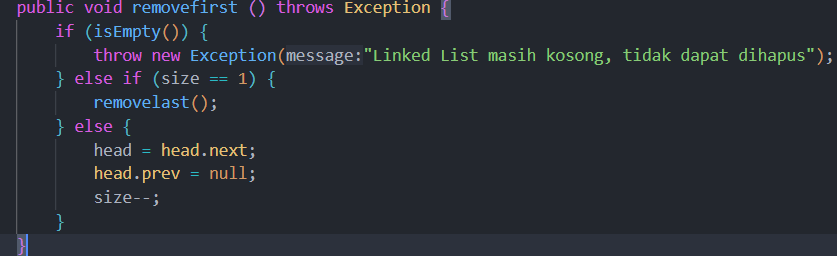 public void removefirst () throws Exception {
    if (isEmpty()) {
        throw new Exception(message:"Linked List masih kosong, tidak dapat dihapus");
    } else if (size == 1) {
        removelast();
    } else {
        head = head.next;
        head.prev = null;
        size--;
    }
}